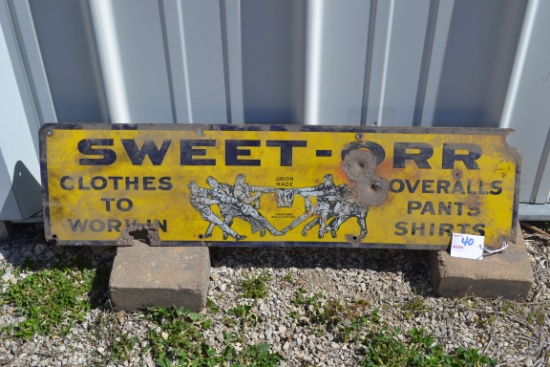 SWEET-ORR
CLOTHES
TO
WORK IN
UNION
MADE
OVERALLS
PANTS
SHIRTS
40